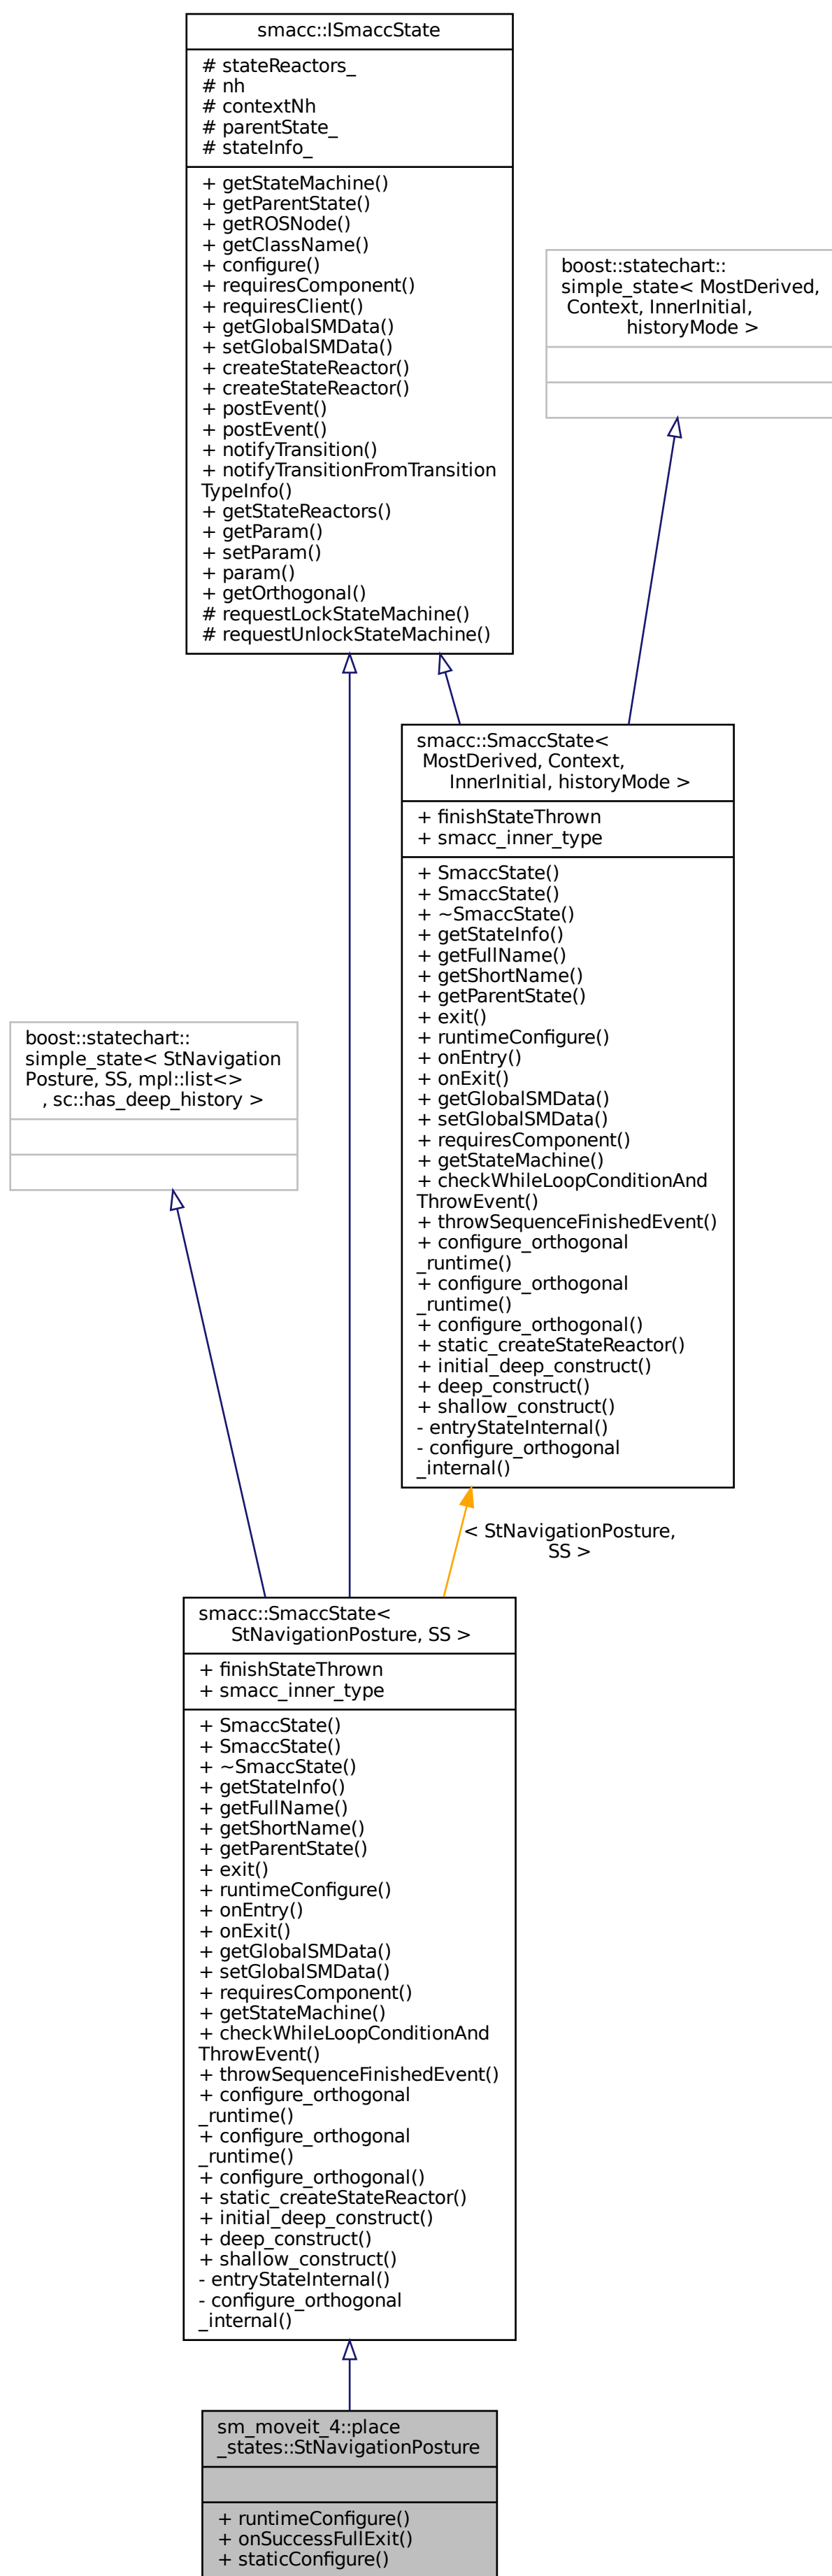 smacc::ISmaccState
# stateReactors_
# nh
# contextNh
# parentState_
# stateInfo_
+ getStateMachine()
+ getParentState()
+ getROSNode()
+ getClassName()
+ configure()
+ requiresComponent()
+ requiresClient()
+ getGlobalSMData()
+ setGlobalSMData()
+ createStateReactor()
+ createStateReactor()
+ postEvent()
+ postEvent()
+ notifyTransition()
+ notifyTransitionFromTransition
TypeInfo()
+ getStateReactors()
+ getParam()
+ setParam()
+ param()
+ getOrthogonal()
# requestLockStateMachine()
# requestUnlockStateMachine()
boost::statechart::
simple_state< MostDerived,
Context, InnerInitial,
historyMode >
smacc::SmaccState<
MostDerived, Context,
InnerInitial, historyMode >
+ finishStateThrown
+ smacc_inner_type
+ SmaccState()
+ SmaccState()
+ ~SmaccState()
+ getStateInfo()
+ getFullName()
+ getShortName()
+ getParentState()
+ exit()
+ runtimeConfigure()
+ onEntry()
+ onExit()
+ getGlobalSMData()
+ setGlobalSMData()
+ requiresComponent()
+ getStateMachine()
+ checkWhileLoopConditionAnd
ThrowEvent()
+ throwSequenceFinishedEvent()
+ configure_orthogonal
_runtime()
+ configure_orthogonal
_runtime()
+ configure_orthogonal()
+ static_createStateReactor()
+ initial_deep_construct()
+ deep_construct()
+ shallow_construct()
- entryStateInternal()
- configure_orthogonal
_internal()
boost::statechart::
simple_state< StNavigation
Posture, SS, mpl::list<>
, sc::has_deep_history >
< StNavigationPosture,
SS >
smacc::SmaccState<
StNavigationPosture, SS >
+ finishStateThrown
+ smacc_inner_type
+ SmaccState()
+ SmaccState()
+ ~SmaccState()
+ getStateInfo()
+ getFullName()
+ getShortName()
+ getParentState()
+ exit()
+ runtimeConfigure()
+ onEntry()
+ onExit()
+ getGlobalSMData()
+ setGlobalSMData()
+ requiresComponent()
+ getStateMachine()
+ checkWhileLoopConditionAnd
ThrowEvent()
+ throwSequenceFinishedEvent()
+ configure_orthogonal
_runtime()
+ configure_orthogonal
_runtime()
+ configure_orthogonal()
+ static_createStateReactor()
+ initial_deep_construct()
+ deep_construct()
+ shallow_construct()
- entryStateInternal()
- configure_orthogonal
_internal()
sm_moveit_4::place
_states::StNavigationPosture
+ runtimeConfigure()
+ onSuccessFullExit()
+ staticConfigure()